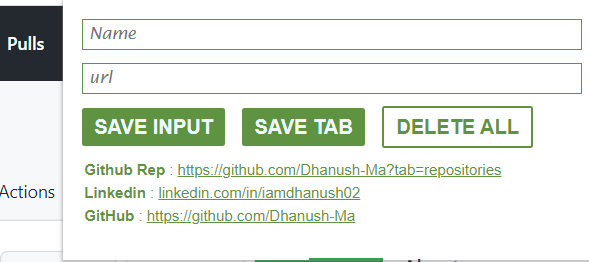 Pulls
Name
url
SAVE INPUT SAVE TAB DELETE ALL
Github Rep : https://github.com/Dhanush-Ma?tab=repositories
Actions
Linkedin : linkedin.com/in/iamdhanush02
GitHub : https://github.com/Dhanush-Ma